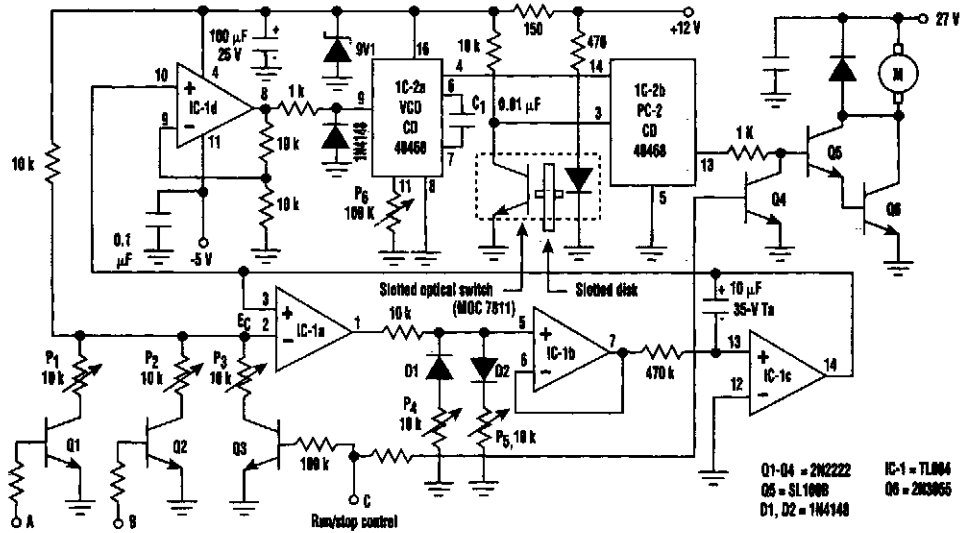 27 V
100 µF
25 V
+
9V1
150
+12 V
10 k
470
16
4
14
10
+
4
IC-1d
8
1 k
9
1C-2a
VCO
CD
4046B
6
C1
7
0.01 µF
1C-2b
PC-2
CD
4046B
3
M
9
−
11
1N4148
1 K
Q5
10 k
10 k
13
10 k
P6
100 K
11
8
5
Q4
Q6
0.1
µF
-5 V
Slotted optical switch
(MOC 7811)
Slotted disk
+
10 µF
35-V Ta
-
3
+
EC
2
−
IC-1a
1
10 k
5
+
IC-1b
7
6
−
470 k
13
+
12
−
IC-1c
14
P1
10 k
P2
10 k
P3
10 k
D1
D2
P4
10 k
P5, 10 k
Q1
Q2
Q3
100 k
A
B
C
Run/stop control
Q1-Q4 = 2N2222
IC-1 = TL084
Q5 = SL100B
Q6 = 2N3055
D1, D2 = 1N4148